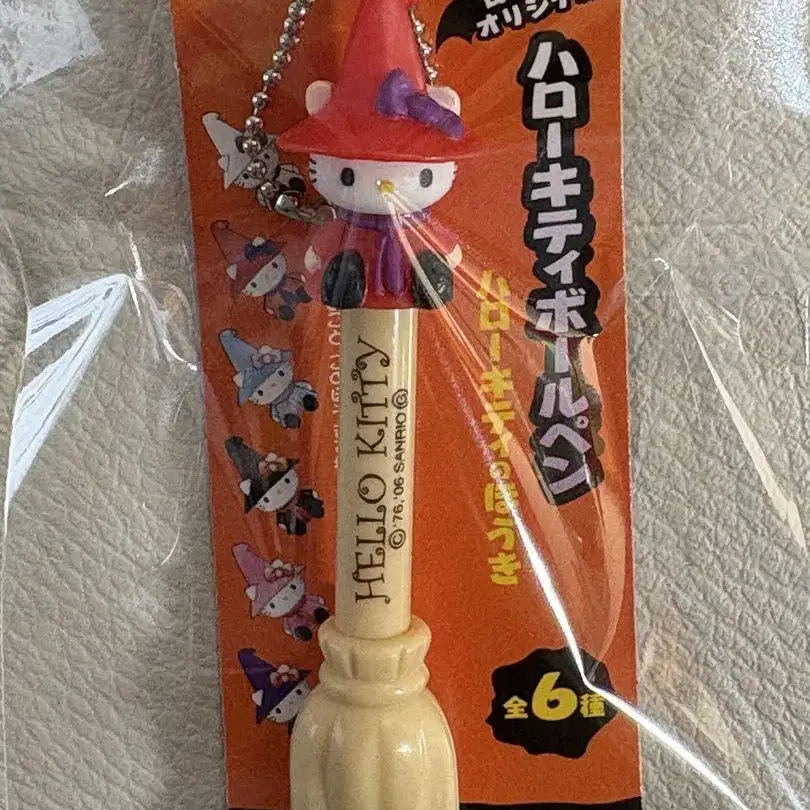 オリジナ
ハローキティボールペン
ハローキティのほうき
HELLO KITTY
© '76, '06 SANRIO Ⓖ
全6種